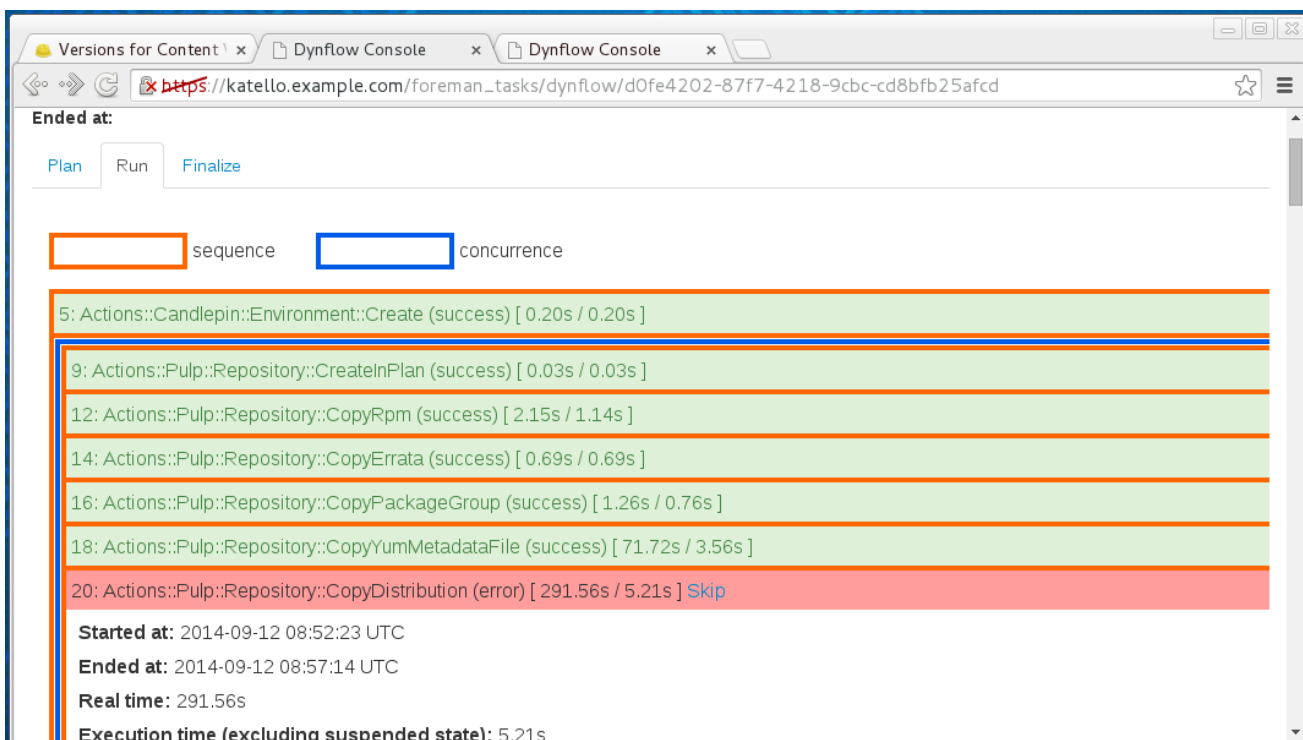 Versions for Content V
Dynflow Console
Dynflow Console
https://katello.example.com/foreman_tasks/dynflow/d0fe4202-87f7-4218-9cbc-cd8bfb25afcd
Ended at:
Plan Run Finalize
sequence concurrence
5: Actions::Candlepin::Environment::Create (success) [ 0.20s / 0.20s ]
9: Actions::Pulp::Repository::CreateInPlan (success) [ 0.03s / 0.03s ]
12: Actions::Pulp::Repository::CopyRpm (success) [ 2.15s / 1.14s ]
14: Actions::Pulp::Repository::CopyErrata (success) [ 0.69s / 0.69s ]
16: Actions::Pulp::Repository::CopyPackageGroup (success) [ 1.26s / 0.76s ]
18: Actions::Pulp::Repository::CopyYumMetadataFile (success) [ 71.72s / 3.56s ]
20: Actions::Pulp::Repository::CopyDistribution (error) [ 291.56s / 5.21s ] Skip
Started at: 2014-09-12 08:52:23 UTC
Ended at: 2014-09-12 08:57:14 UTC
Real time: 291.56s
Execution time (excluding suspended state): 5.21s